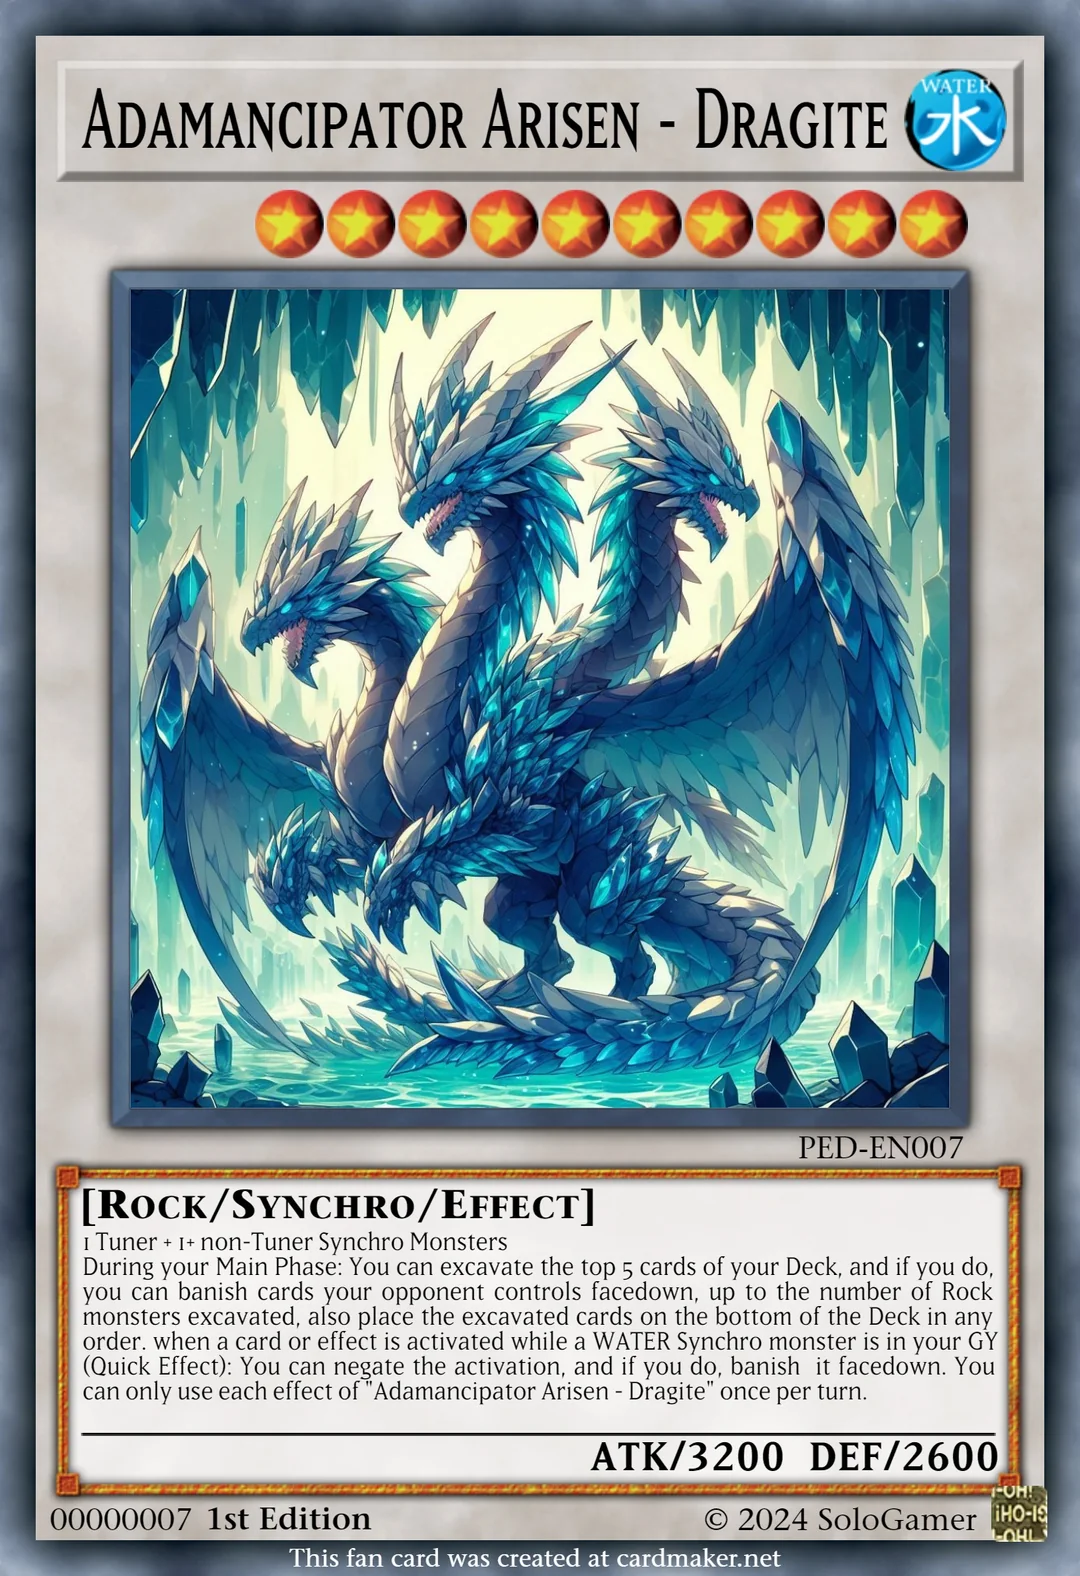 Adamancipator Arisen - Dragite
WATER
水
PED-EN007
[Rock/Synchro/Effect]
1 Tuner + 1+ non-Tuner Synchro Monsters
During your Main Phase: You can excavate the top 5 cards of your Deck, and if you do,
you can banish cards your opponent controls facedown, up to the number of Rock
monsters excavated, also place the excavated cards on the bottom of the Deck in any
order. when a card or effect is activated while a WATER Synchro monster is in your GY
(Quick Effect): You can negate the activation, and if you do, banish  it facedown. You
can only use each effect of "Adamancipator Arisen - Dragite" once per turn.
ATK/3200 DEF/2600
00000007 1st Edition
© 2024 SoloGamer
This fan card was created at cardmaker.net